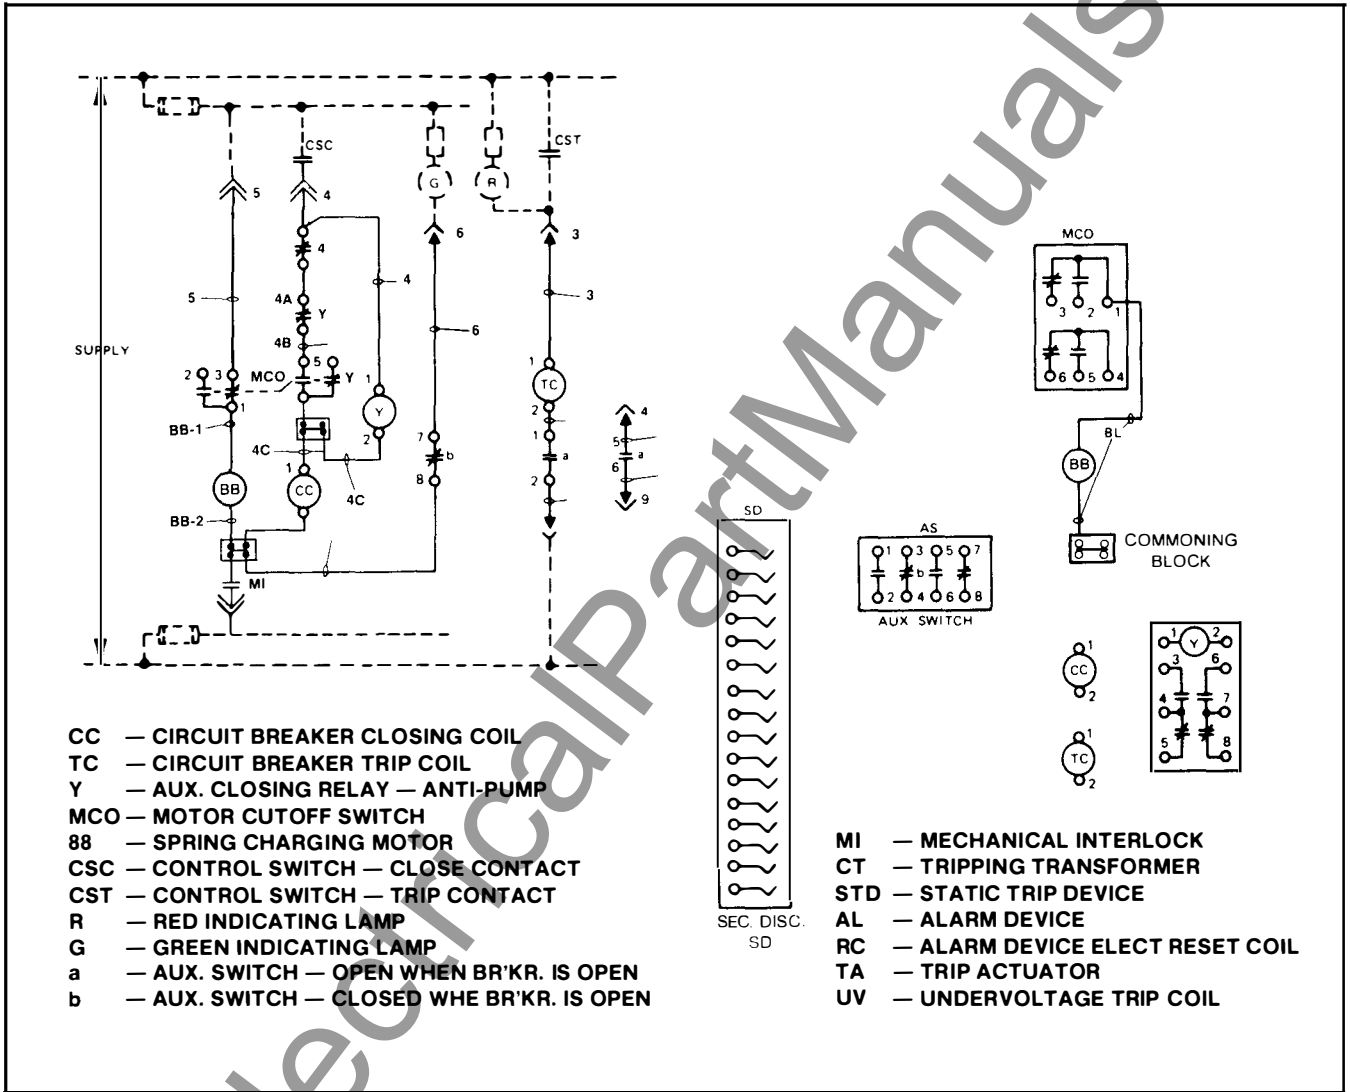 CSC
CST
5
4
G
R
6
3
4
4A
Y
4B
5
4
6
3
SUPPLY
2 3 MCO 5 Y 1
1
BB-1
Y
2
1
TC
2
4C
1
7
1
4
5
BB
CC
b
a
a
8
2
6
9
4C
BB-2
MI
MCO
3 2 1
6 5 4
BL
BB
COMMONING
BLOCK
SD
AS
1 3 5 7
b
2 4 6 8
AUX SWITCH
1
CC
2
1
TC
2
1 Y 2
3 6
4 7
5 8
SEC. DISC.
SD
CC — CIRCUIT BREAKER CLOSING COIL
TC — CIRCUIT BREAKER TRIP COIL
Y — AUX. CLOSING RELAY — ANTI-PUMP
MCO — MOTOR CUTOFF SWITCH
88 — SPRING CHARGING MOTOR
CSC — CONTROL SWITCH — CLOSE CONTACT
CST — CONTROL SWITCH — TRIP CONTACT
R — RED INDICATING LAMP
G — GREEN INDICATING LAMP
a — AUX. SWITCH — OPEN WHEN BR'KR. IS OPEN
b — AUX. SWITCH — CLOSED WHE BR'KR. IS OPEN
MI — MECHANICAL INTERLOCK
CT — TRIPPING TRANSFORMER
STD — STATIC TRIP DEVICE
AL — ALARM DEVICE
RC — ALARM DEVICE ELECT RESET COIL
TA — TRIP ACTUATOR
UV — UNDERVOLTAGE TRIP COIL
ElectricalPartManuals